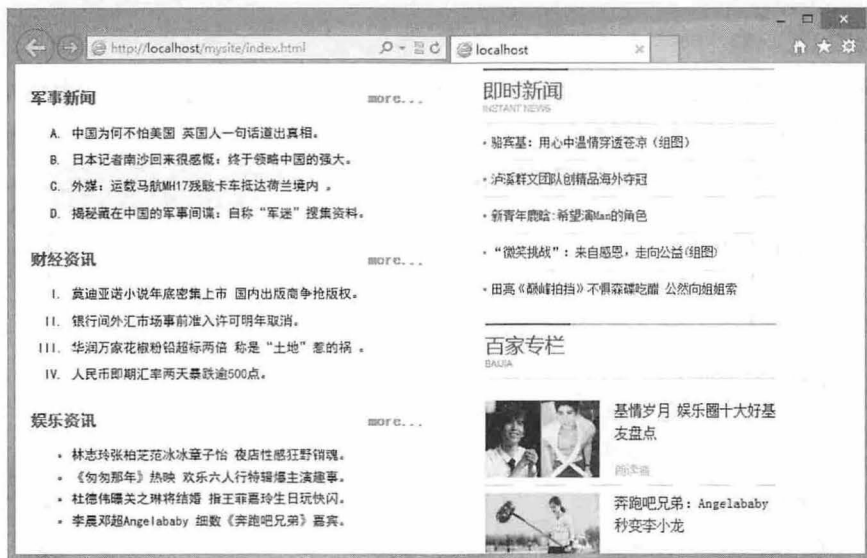 http://localhost/mysite/index.html
localhost
军事新闻
more...
A. 中国为何不怕美国 英国人一句话道出真相。
B. 日本记者南沙回来很感慨：终于领略中国的强大。
C. 外媒：运载马航MH17残骸卡车抵达荷兰境内 。
D. 揭秘藏在中国的军事间谍：自称“军迷”搜集资料。
财经资讯
more...
I. 莫迪亚诺小说年底密集上市 国内出版商争抢版权。
II. 银行间外汇市场事前准入许可明年取消。
III. 华润万家花椒粉铅超标两倍 称是“土地”惹的祸 。
IV. 人民币即期汇率两天暴跌逾500点。
娱乐资讯
more...
• 林志玲张柏芝范冰冰章子怡 夜店性感狂野销魂。
• 《匆匆那年》热映 欢乐六人行特辑爆主演趣事。
• 杜德伟曝关之琳将结婚 指王菲嘉玲生日玩快闪。
• 李晨邓超Angelababy 细数《奔跑吧兄弟》嘉宾。
即时新闻
INSTANT NEWS
• 骆宾基：用心中温情穿透苍凉（组图）
• 泸溪群文团队创精品海外夺冠
• 新青年鹿晗：希望演Man的角色
• “微笑挑战”：来自感恩，走向公益(组图)
• 田亮《巅峰拍挡》不惧森碟吃醋 公然向姐姐索
百家专栏
BAIJIA
基情岁月 娱乐圈十大好基
友盘点
奔跑吧兄弟：Angelababy
秒变李小龙